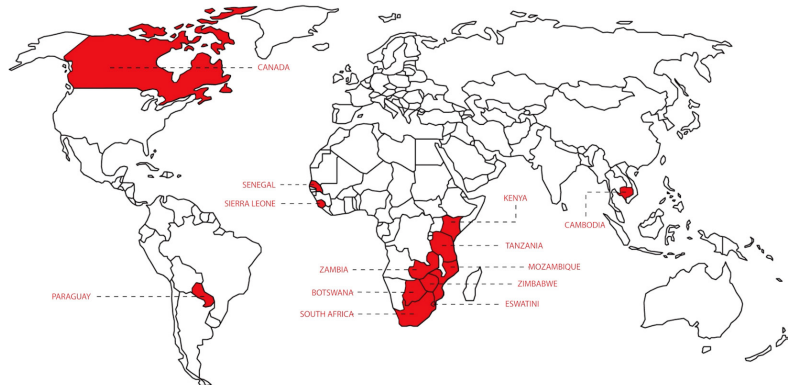 CANADA
SENEGAL
KENYA
SIERRA LEONE
CAMBODIA
TANZANIA
MOZAMBIQUE
ZAMBIA
ZIMBABWE
BOTSWANA
PARAGUAY
ESWATINI
SOUTH AFRICA